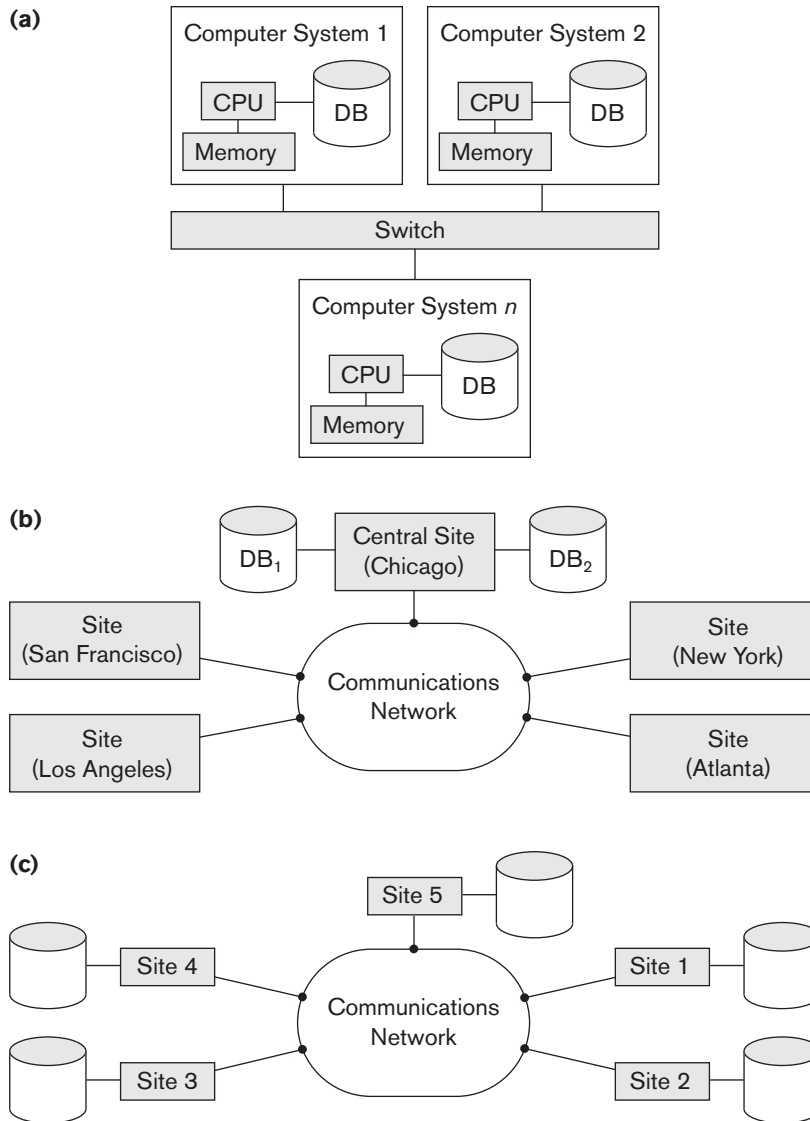 (a)
Computer System 1
CPU
DB
Memory
Computer System 2
CPU
DB
Memory
Switch
Computer System n
CPU
DB
Memory
(b)
DB₁
Central Site
(Chicago)
DB₂
Site
(San Francisco)
Site
(New York)
Communications
Network
Site
(Los Angeles)
Site
(Atlanta)
(c)
Site 5
Site 4
Site 1
Communications
Network
Site 3
Site 2